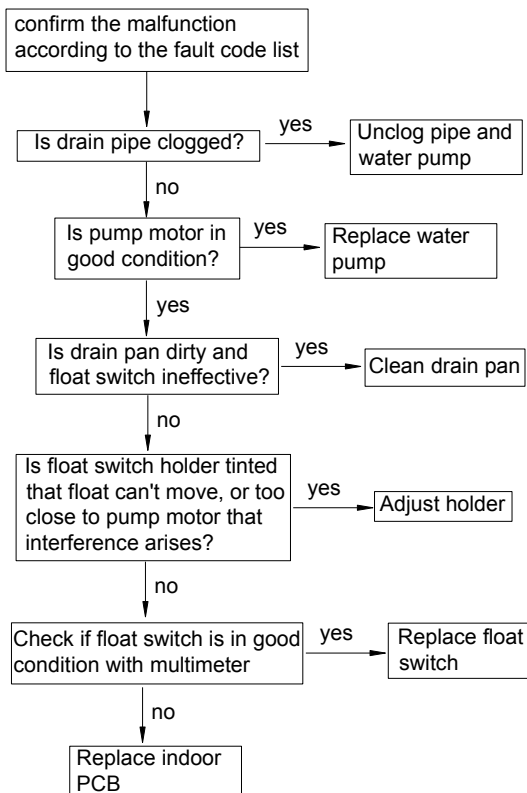 confirm the malfunction
according to the fault code list
Is drain pipe clogged?
yes
Unclog pipe and
water pump
no
Is pump motor in
good condition?
yes
Replace water
pump
yes
Is drain pan dirty and
float switch ineffective?
yes
Clean drain pan
no
Is float switch holder tinted
that float can't move, or too
close to pump motor that
interference arises?
yes
Adjust holder
no
Check if float switch is in good
condition with multimeter
yes
Replace float
switch
no
Replace indoor
PCB